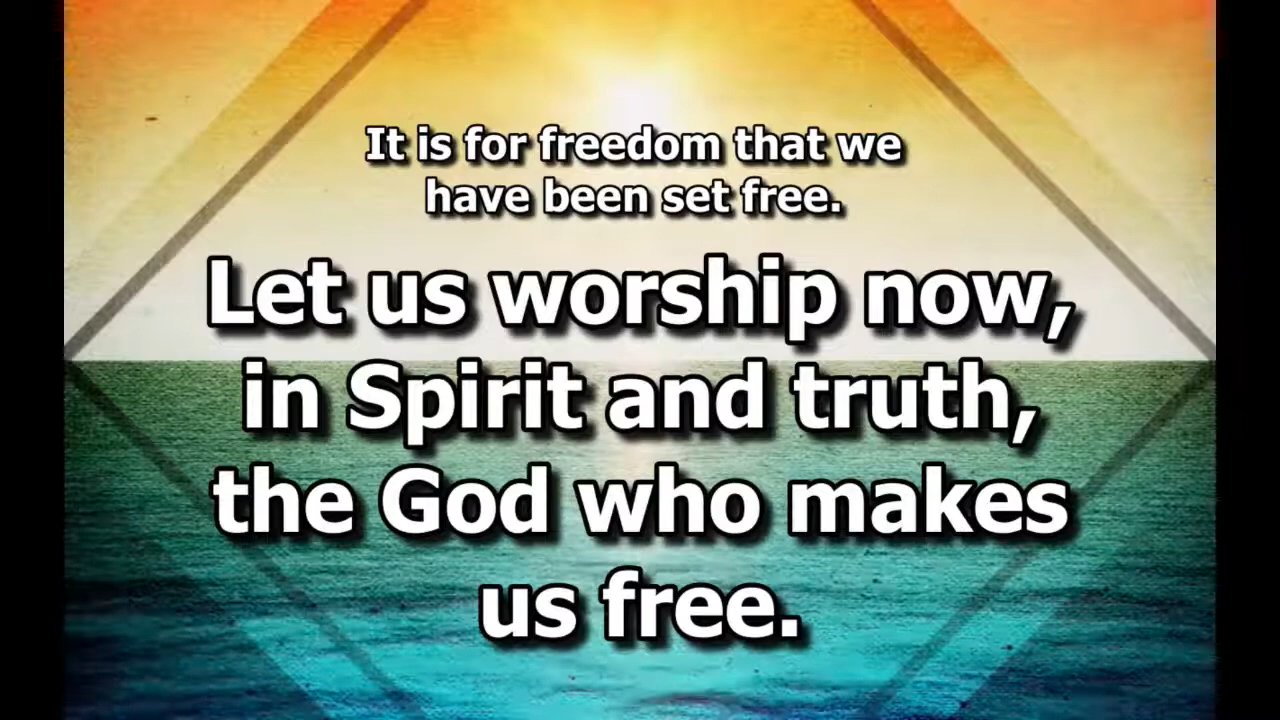 It is for freedom that we
have been set free.
Let us worship now,
in Spirit and truth,
the God who makes
us free.